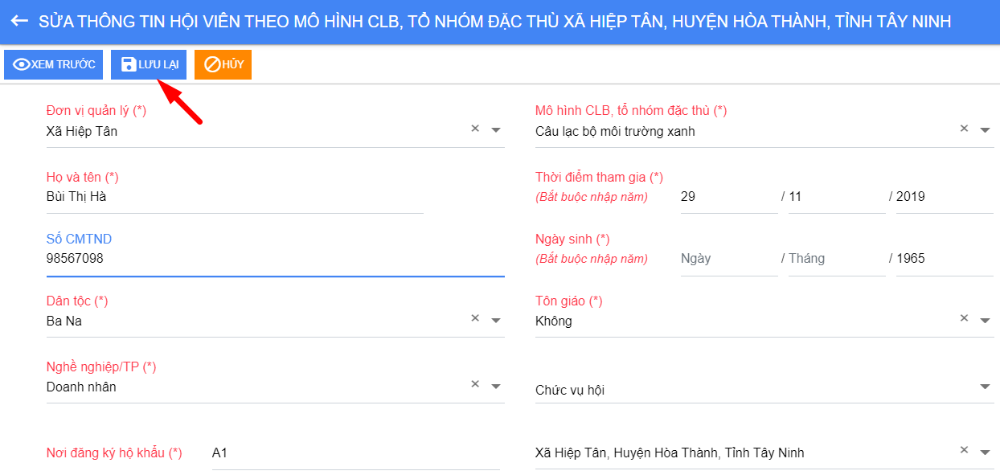 SỬA THÔNG TIN HỘI VIÊN THEO MÔ HÌNH CLB, TỔ NHÓM ĐẶC THÙ XÃ HIỆP TÂN, HUYỆN HÒA THÀNH, TỈNH TÂY NINH
XEM TRƯỚC LƯU LẠI HỦY
Đơn vị quản lý (*) Mô hình CLB, tổ nhóm đặc thù (*)
Xã Hiệp Tân Câu lạc bộ môi trường xanh
Họ và tên (*) Thời điểm tham gia (*)
Bùi Thị Hà (Bắt buộc nhập năm) 29 / 11 / 2019
Số CMTND Ngày sinh (*)
98567098 (Bắt buộc nhập năm) Ngày / Tháng / 1965
Dân tộc (*) Tôn giáo (*)
Ba Na Không
Nghề nghiệp/TP (*)
Doanh nhân Chức vụ hội
Nơi đăng ký hộ khẩu (*) A1 Xã Hiệp Tân, Huyện Hòa Thành, Tỉnh Tây Ninh